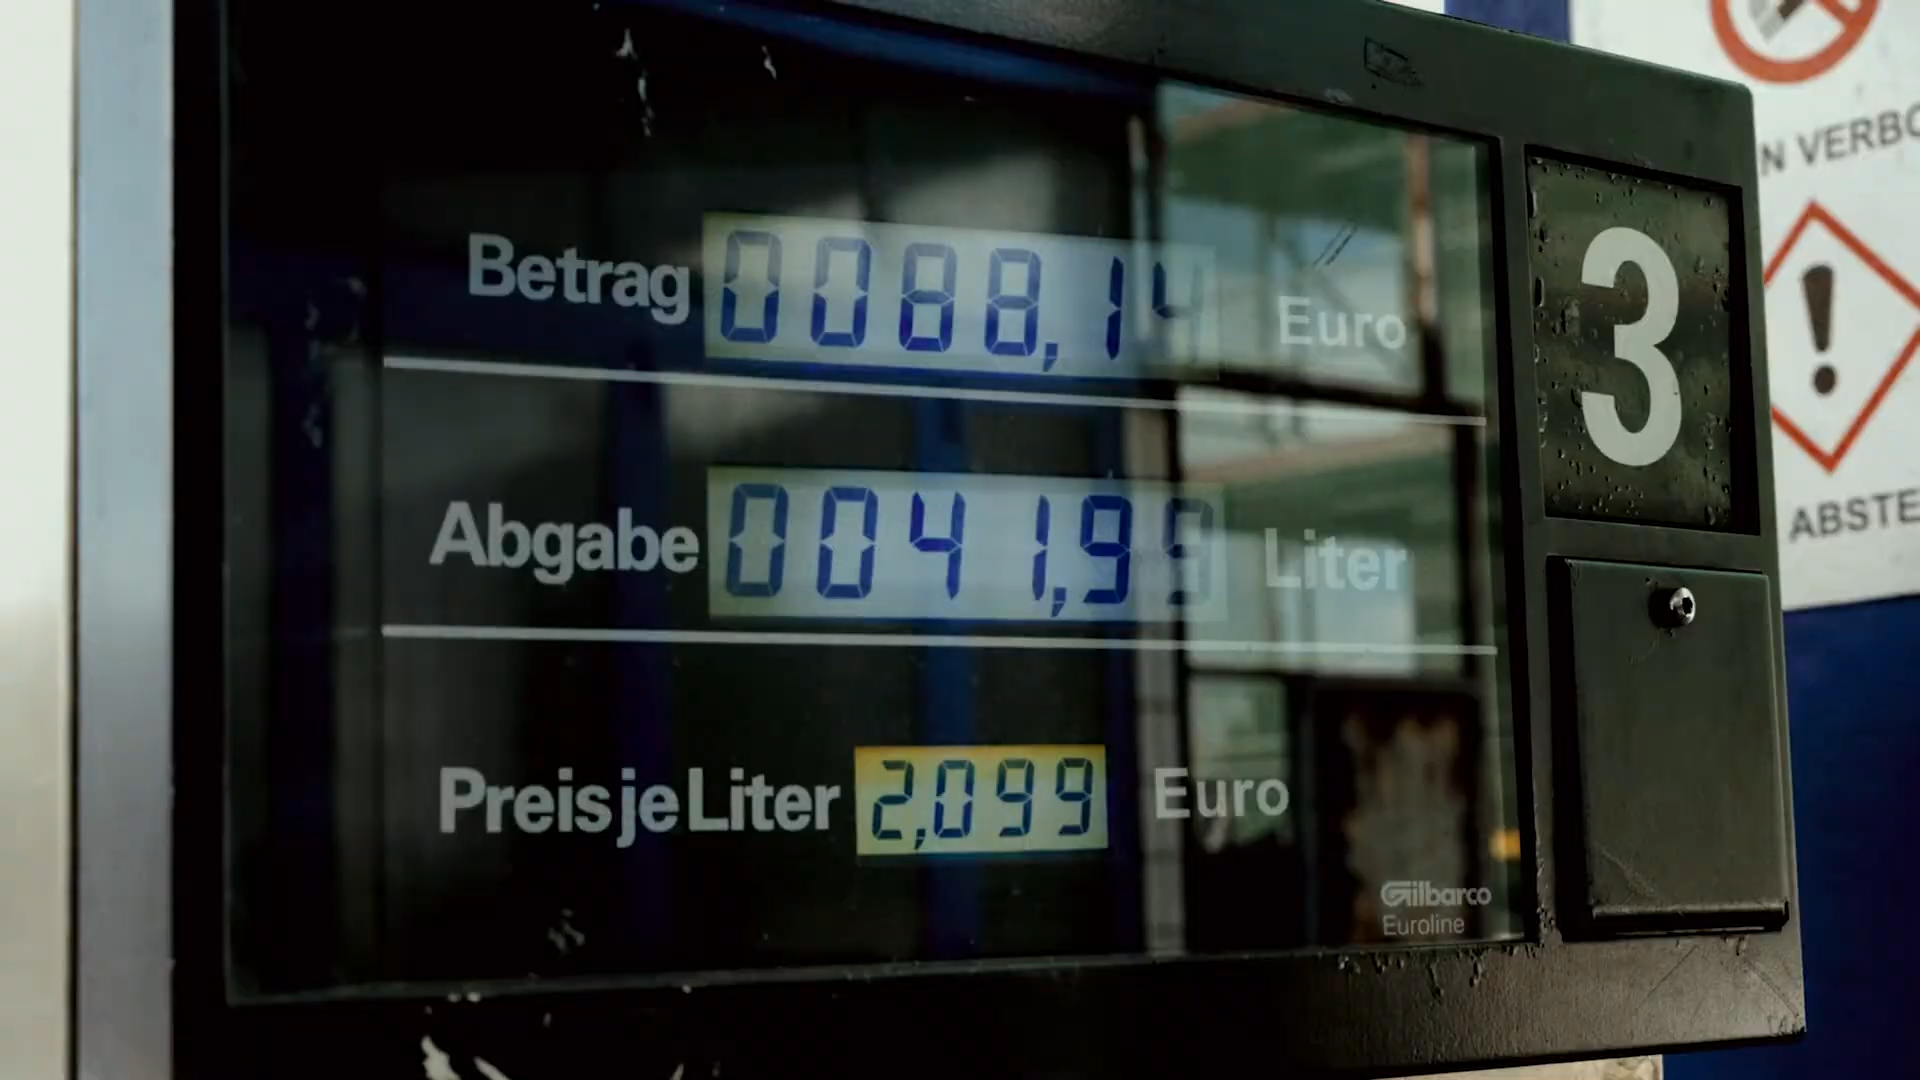 Betrag 0088,14 Euro
Abgabe 0041,99 Liter
Preis je Liter 2,099 Euro
Gilbarco
Euroline
3
N VERBO
ABSTE